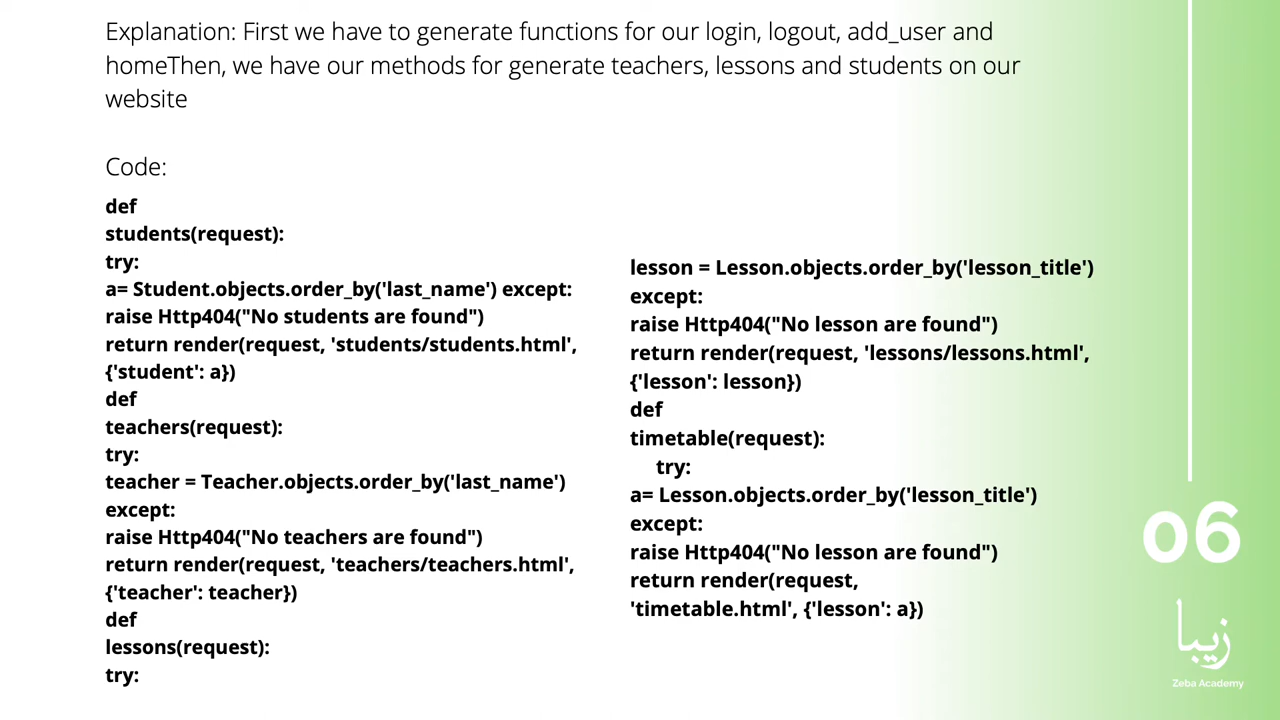 Explanation: First we have to generate functions for our login, logout, add_user and
homeThen, we have our methods for generate teachers, lessons and students on our
website
Code:
def
students(request):
try:
a= Student.objects.order_by('last_name') except:
raise Http404("No students are found")
return render(request, 'students/students.html',
{'student': a})
def
teachers(request):
try:
teacher = Teacher.objects.order_by('last_name')
except:
raise Http404("No teachers are found")
return render(request, 'teachers/teachers.html',
{'teacher': teacher})
def
lessons(request):
try:
lesson = Lesson.objects.order_by('lesson_title')
except:
raise Http404("No lesson are found")
return render(request, 'lessons/lessons.html',
{'lesson': lesson})
def
timetable(request):
try:
a= Lesson.objects.order_by('lesson_title')
except:
raise Http404("No lesson are found")
return render(request,
'timetable.html', {'lesson': a})
06
زیبا
Zeba Academy